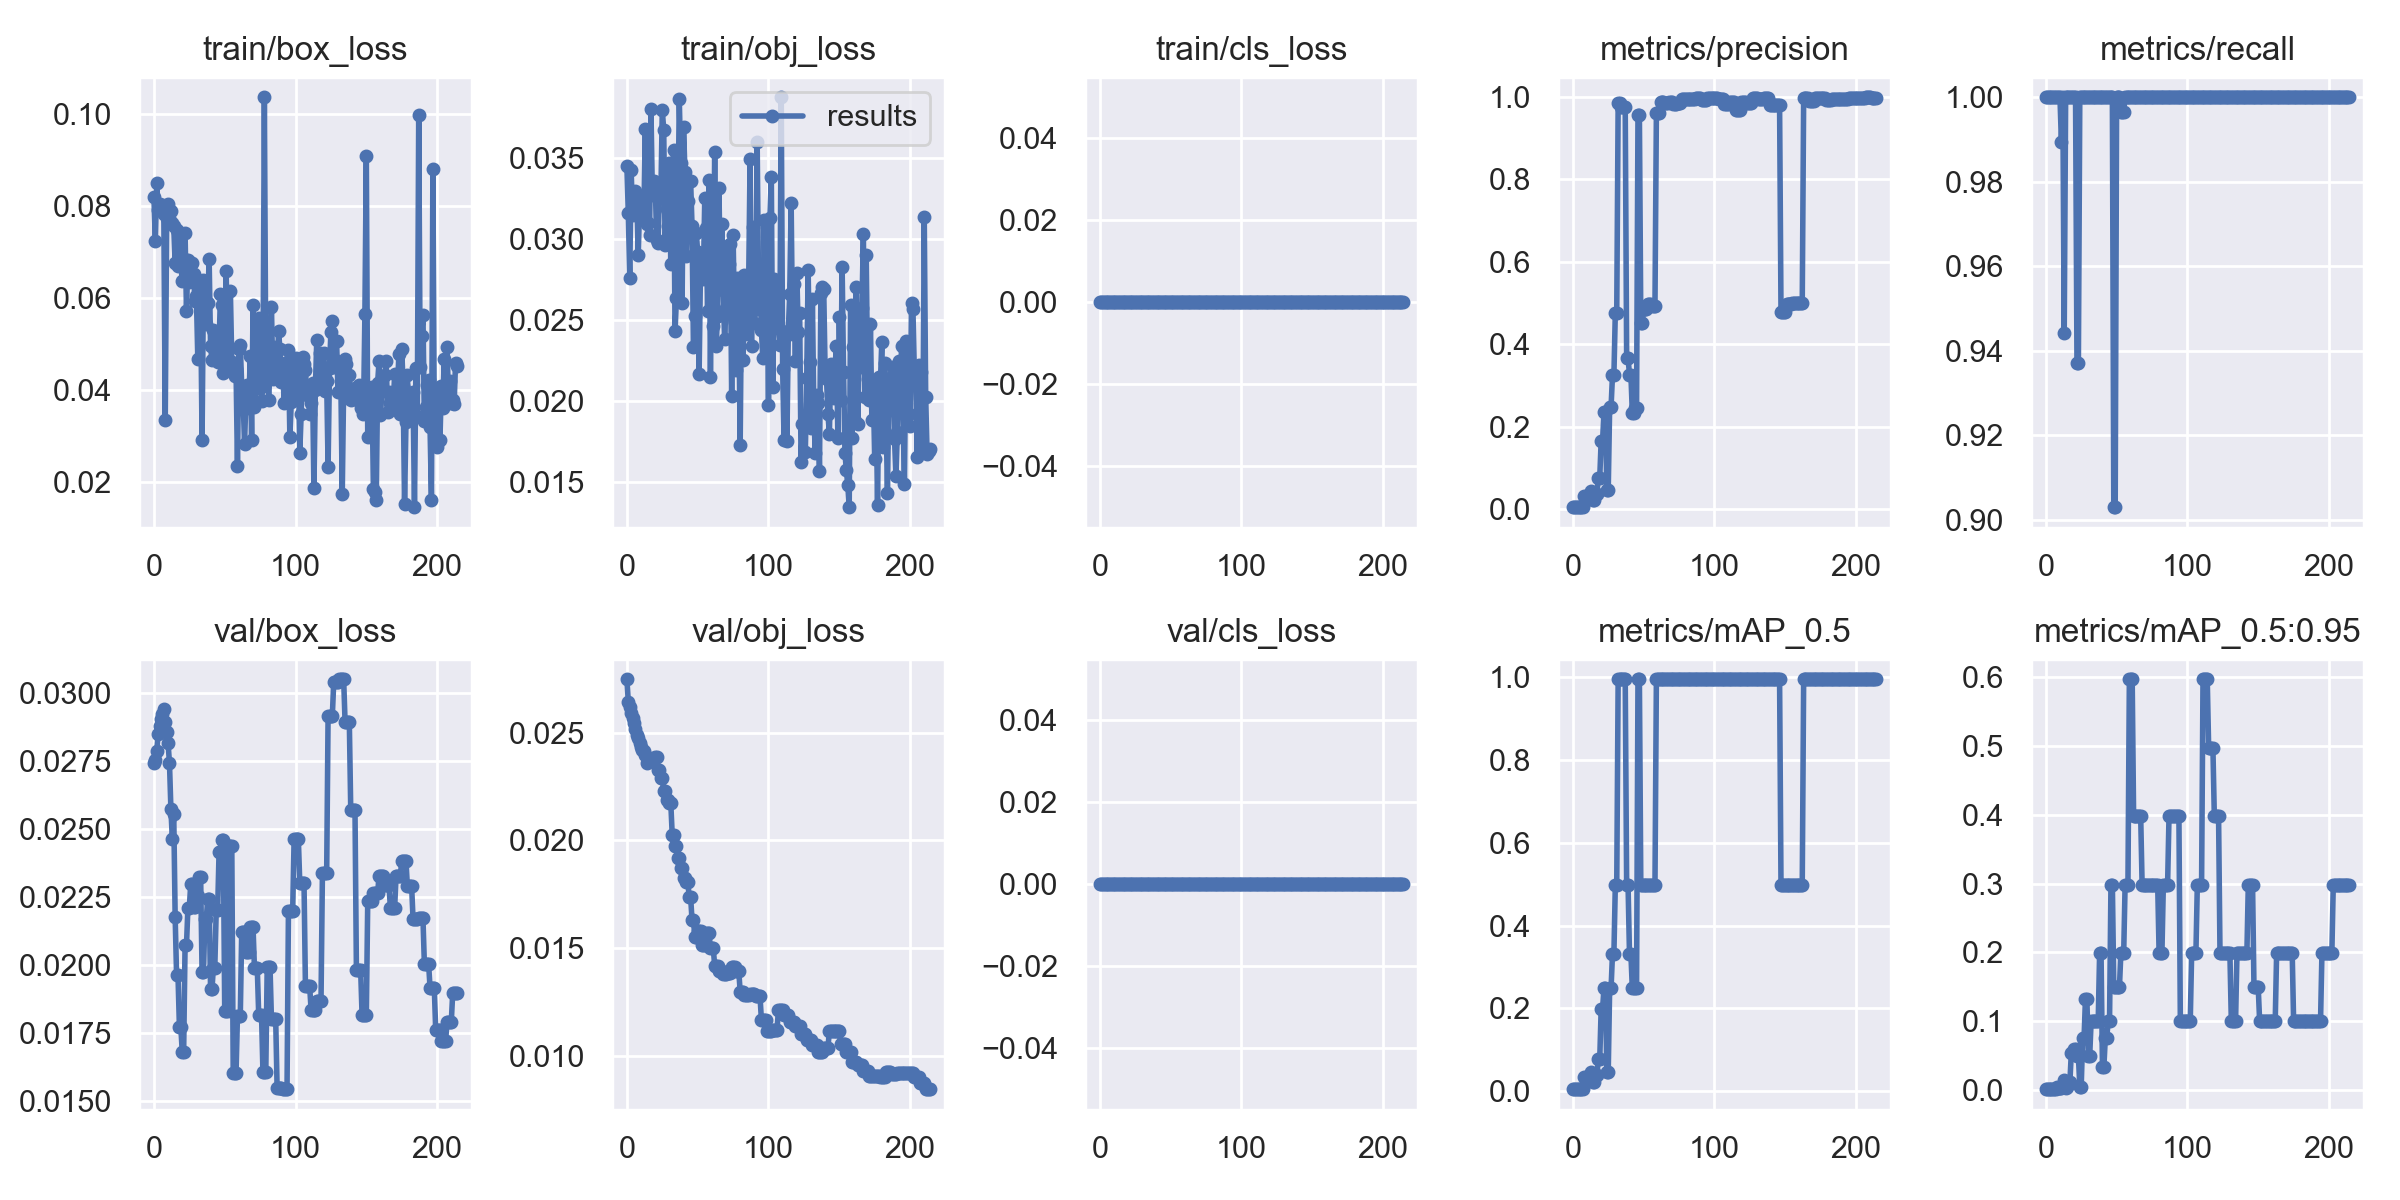 train/box_loss
0.10
0.08
0.06
0.04
0.02
0 100 200
train/obj_loss
results
0.035
0.030
0.025
0.020
0.015
0 100 200
train/cls_loss
0.04
0.02
0.00
−0.02
−0.04
0 100 200
metrics/precision
1.0
0.8
0.6
0.4
0.2
0.0
0 100 200
metrics/recall
1.00
0.98
0.96
0.94
0.92
0.90
0 100 200
val/box_loss
0.0300
0.0275
0.0250
0.0225
0.0200
0.0175
0.0150
0 100 200
val/obj_loss
0.025
0.020
0.015
0.010
0 100 200
val/cls_loss
0.04
0.02
0.00
−0.02
−0.04
0 100 200
metrics/mAP_0.5
1.0
0.8
0.6
0.4
0.2
0.0
0 100 200
metrics/mAP_0.5:0.95
0.6
0.5
0.4
0.3
0.2
0.1
0.0
0 100 200